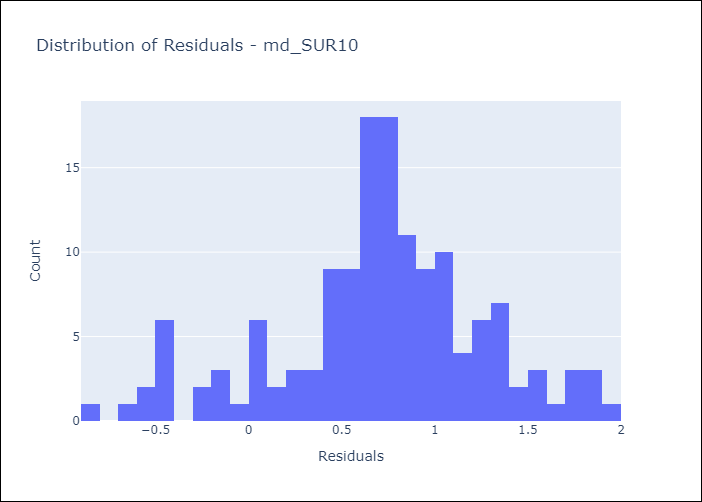 Distribution of Residuals - md_SUR10
15
10
5
0
Count
−0.5 0 0.5 1 1.5 2
Residuals